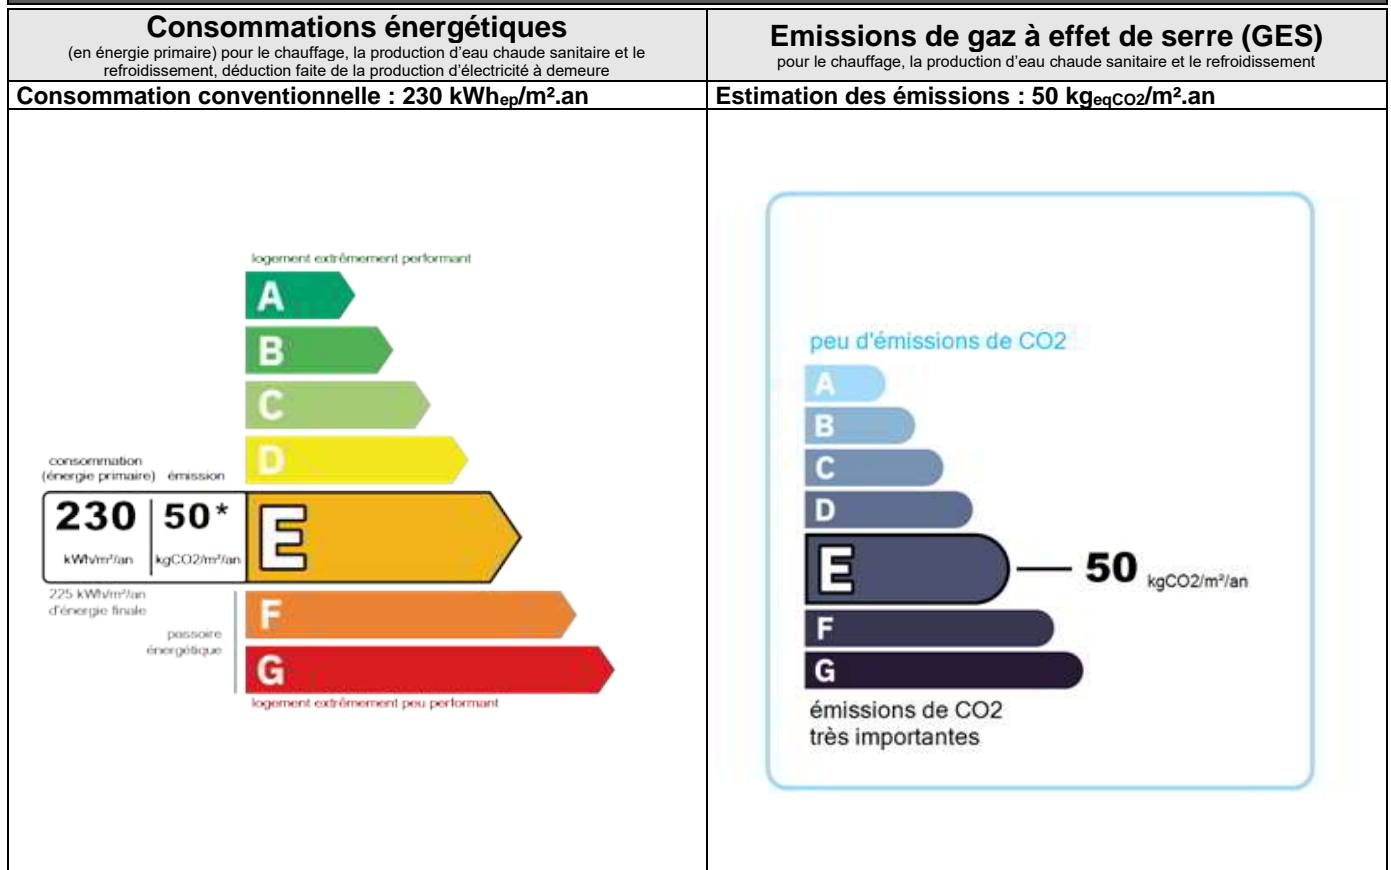 Consommations énergétiques
(en énergie primaire) pour le chauffage, la production d'eau chaude sanitaire et le
refroidissement, déduction faite de la production d'électricité à demeure
Consommation conventionnelle : 230 kWhep/m².an
logement extrêmement performant
A
B
C
D
consommation
(énergie primaire) émission
230 50*
kWh/m²/an kgCO2/m²/an
E
225 kWh/m²/an
d'énergie finale
passoire
énergétique
F
G
logement extrêmement peu performant
Emissions de gaz à effet de serre (GES)
pour le chauffage, la production d'eau chaude sanitaire et le refroidissement
Estimation des émissions : 50 kgeqCO2/m².an
peu d'émissions de CO2
A
B
C
D
E 50 kgCO2/m²/an
F
G
émissions de CO2
très importantes